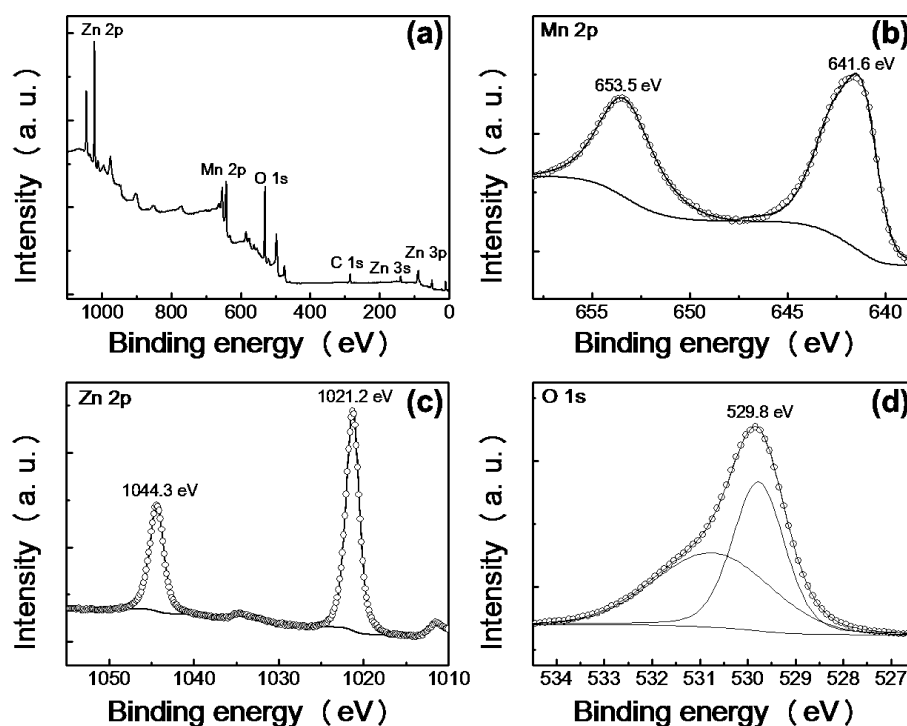 (a)
Zn 2p
Mn 2p
O 1s
C 1s
Zn 3s
Zn 3p
Intensity ( a. u. )
1000 800 600 400 200 0
Binding energy ( eV )
Mn 2p
(b)
653.5 eV
641.6 eV
Intensity ( a. u. )
655 650 645 640
Binding energy ( eV )
Zn 2p
(c)
1021.2 eV
1044.3 eV
Intensity ( a. u. )
1050 1040 1030 1020 1010
Binding energy ( eV )
O 1s
(d)
529.8 eV
Intensity ( a. u. )
534 533 532 531 530 529 528 527
Binding energy ( eV )